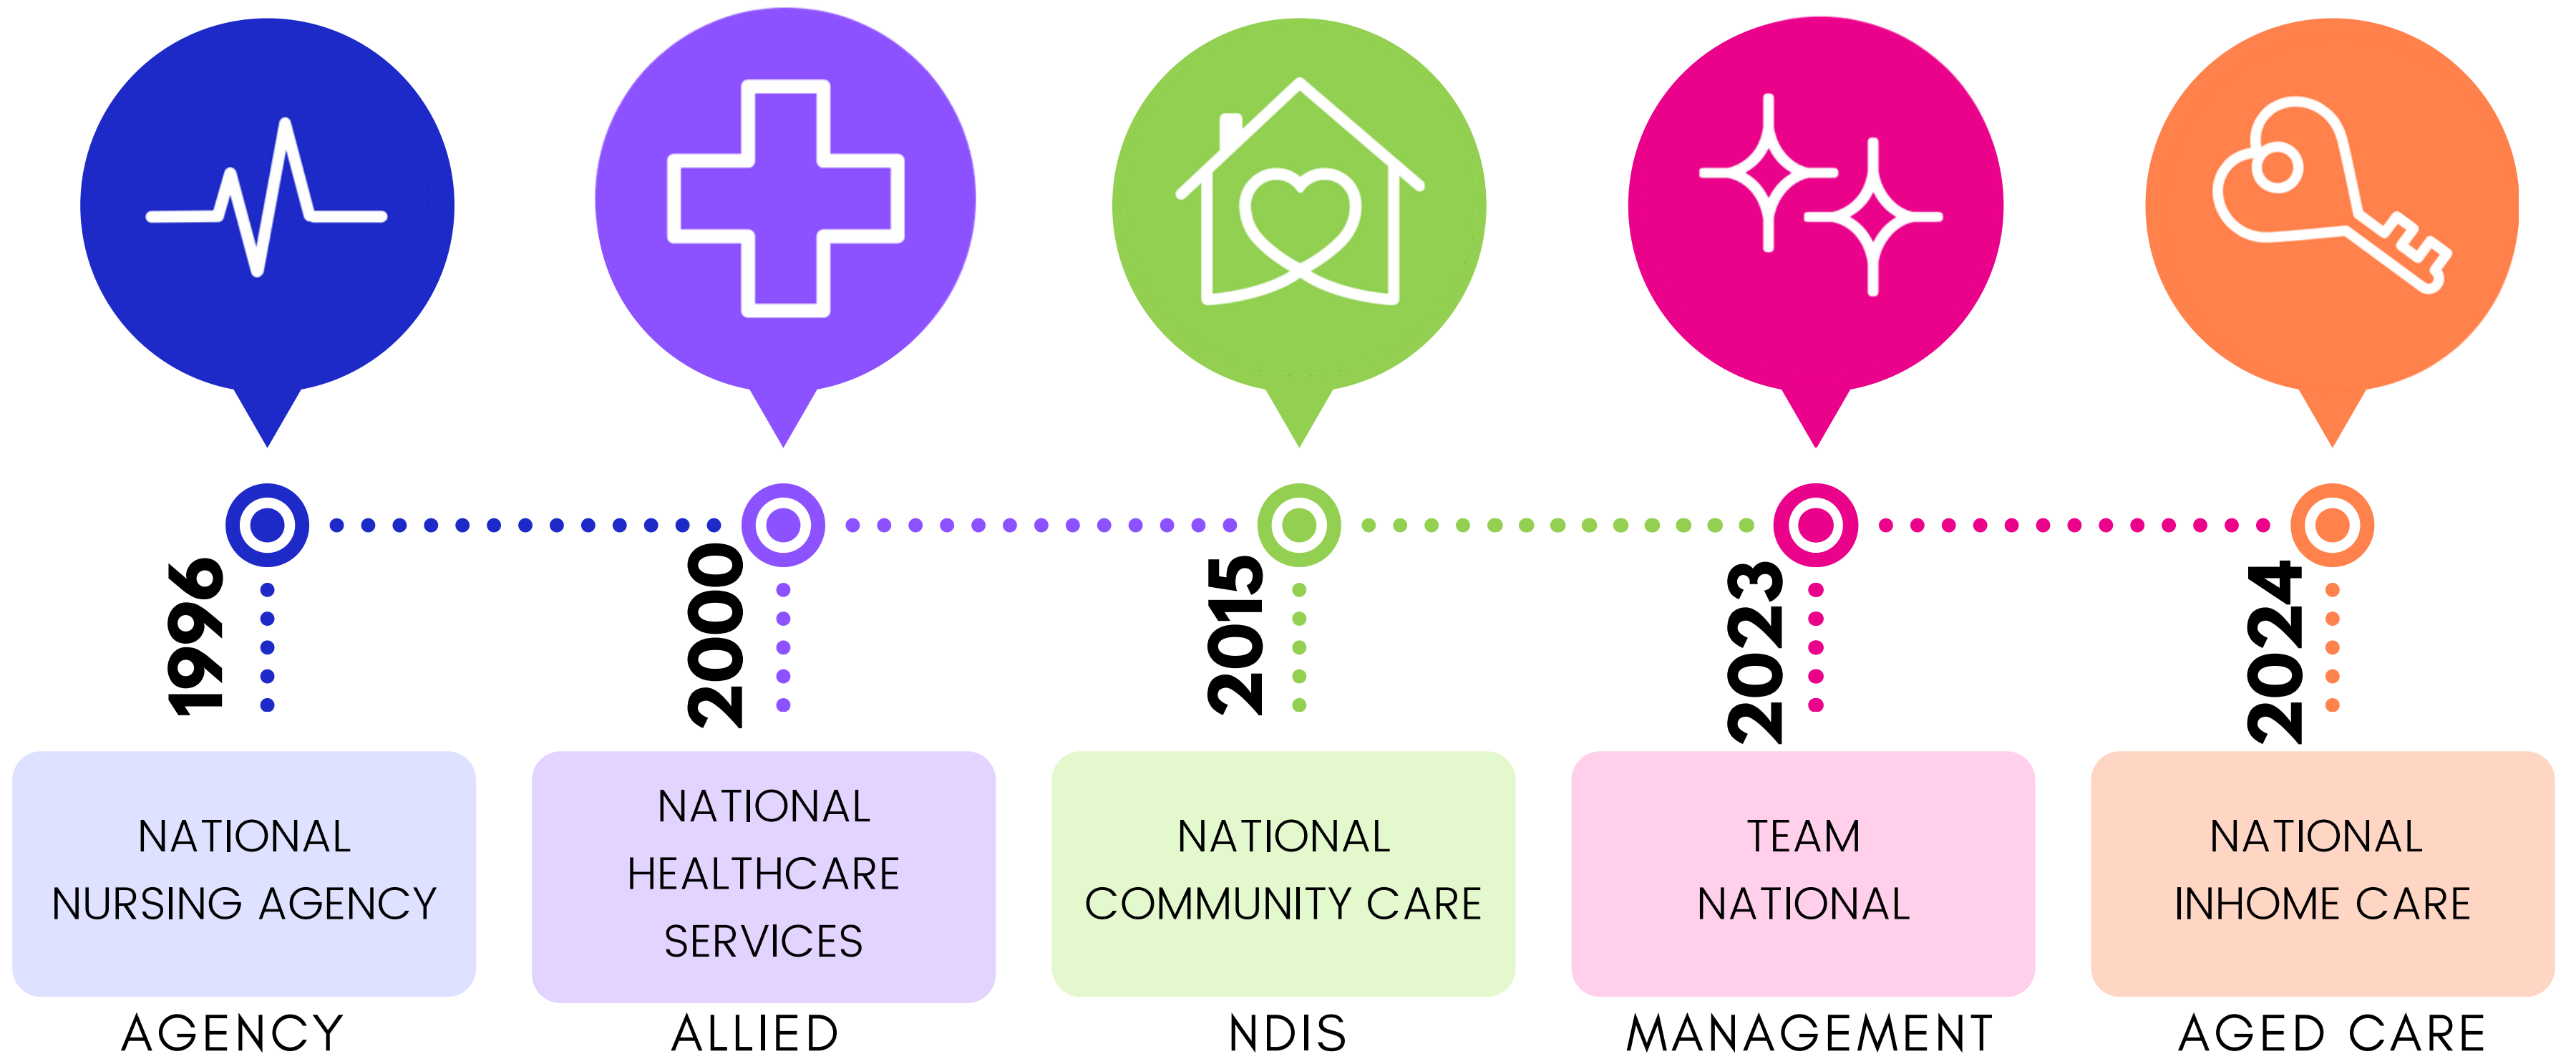 1996
2000
2015
2023
2024
NATIONAL
NURSING AGENCY
NATIONAL
HEALTHCARE
SERVICES
NATIONAL
COMMUNITY CARE
TEAM
NATIONAL
NATIONAL
INHOME CARE
AGENCY
ALLIED
NDIS
MANAGEMENT
AGED CARE